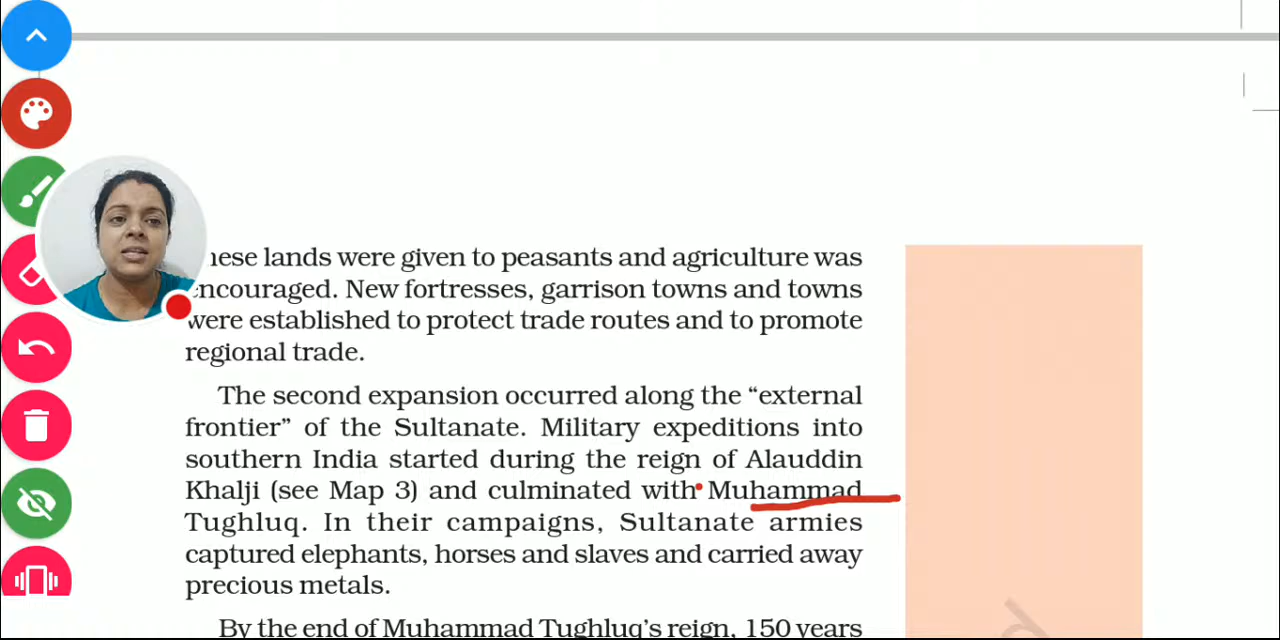 hese lands were given to peasants and agriculture was
encouraged. New fortresses, garrison towns and towns
were established to protect trade routes and to promote
regional trade.
The second expansion occurred along the “external
frontier” of the Sultanate. Military expeditions into
southern India started during the reign of Alauddin
Khalji (see Map 3) and culminated with Muhammad
Tughluq. In their campaigns, Sultanate armies
captured elephants, horses and slaves and carried away
precious metals.
By the end of Muhammad Tughluq's reign, 150 years
d